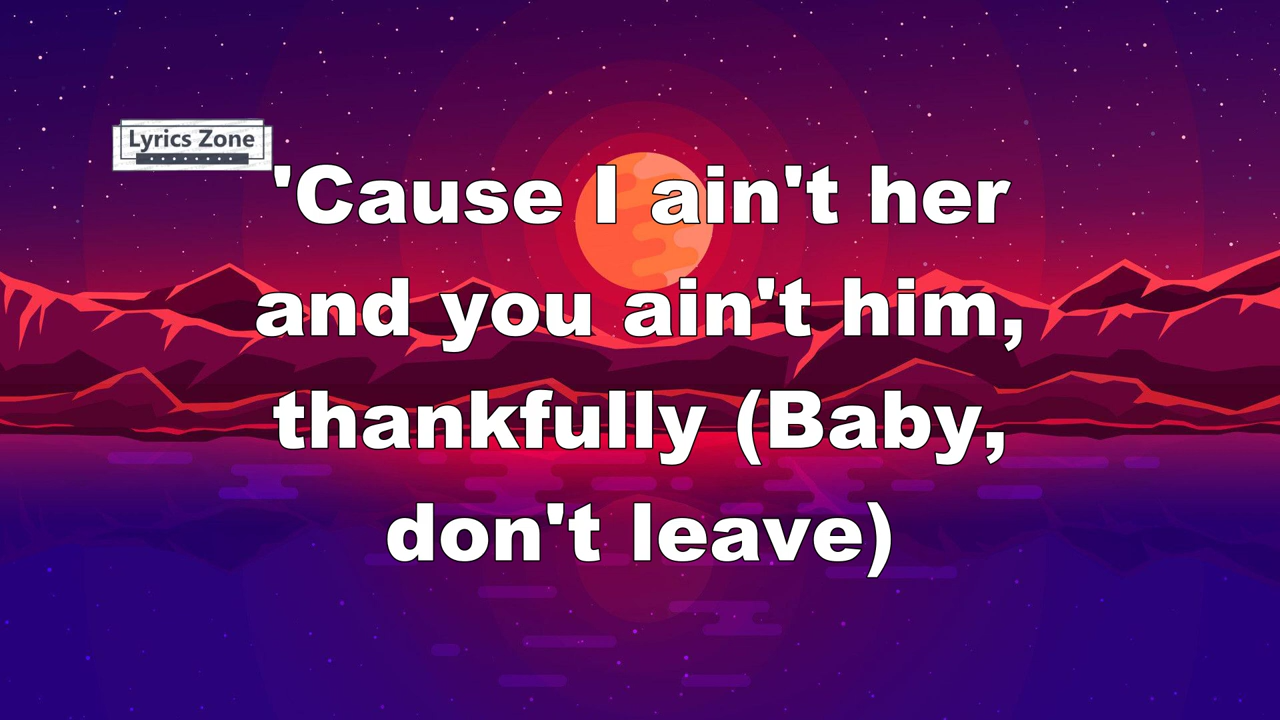 Lyrics Zone
'Cause I ain't her
and you ain't him,
thankfully (Baby,
don't leave)